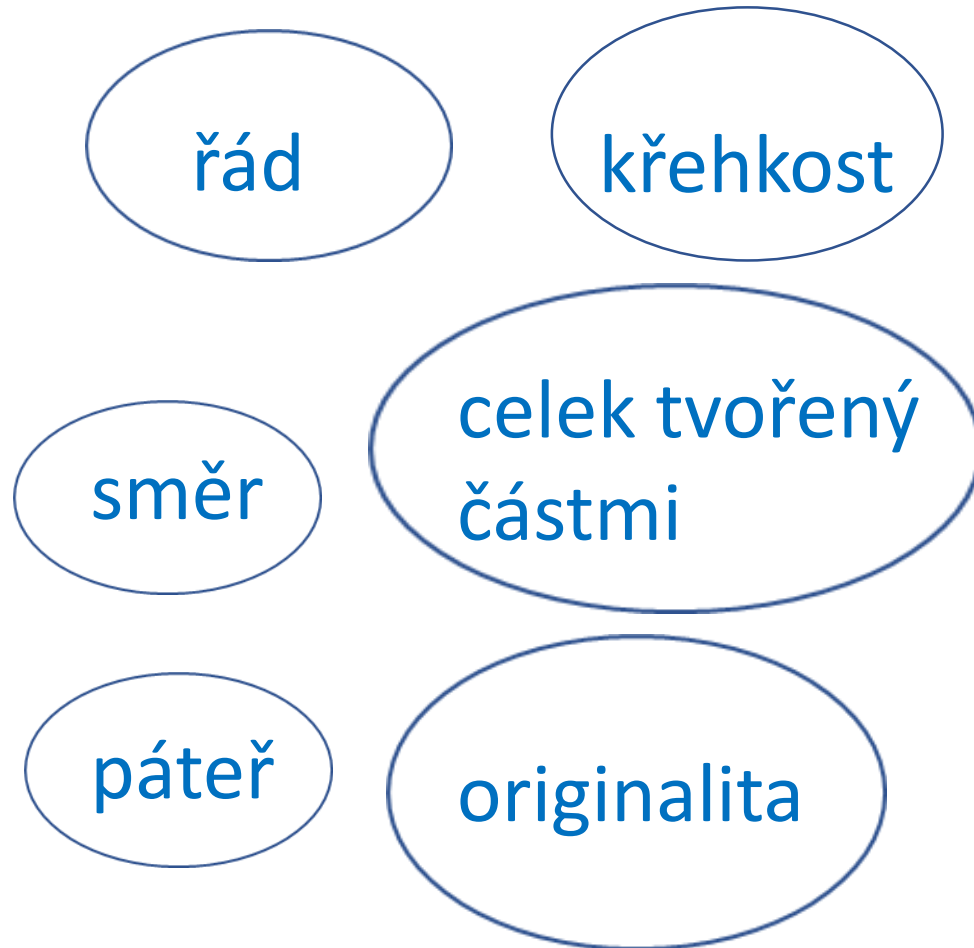 řád
křehkost
celek tvořený
částmi
směr
páteř
originalita